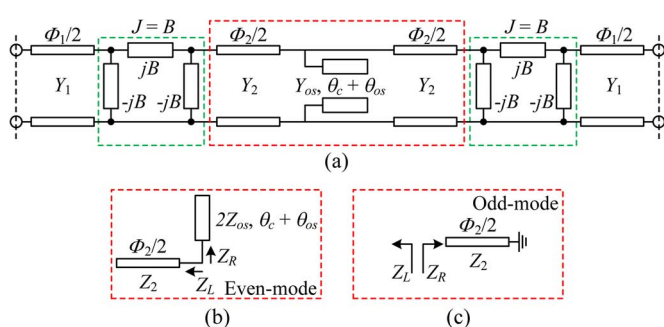 J = B
J = B
Φ1/2
Φ2/2
Φ2/2
Φ1/2
jB
jB
Y1
-jB
-jB
Y2
Yos, θc + θos
Y2
-jB
-jB
Y1
(a)
2Zos, θc + θos
Φ2/2
ZR
Z2
ZL
Even-mode
(b)
Odd-mode
Φ2/2
ZL
ZR
Z2
(c)